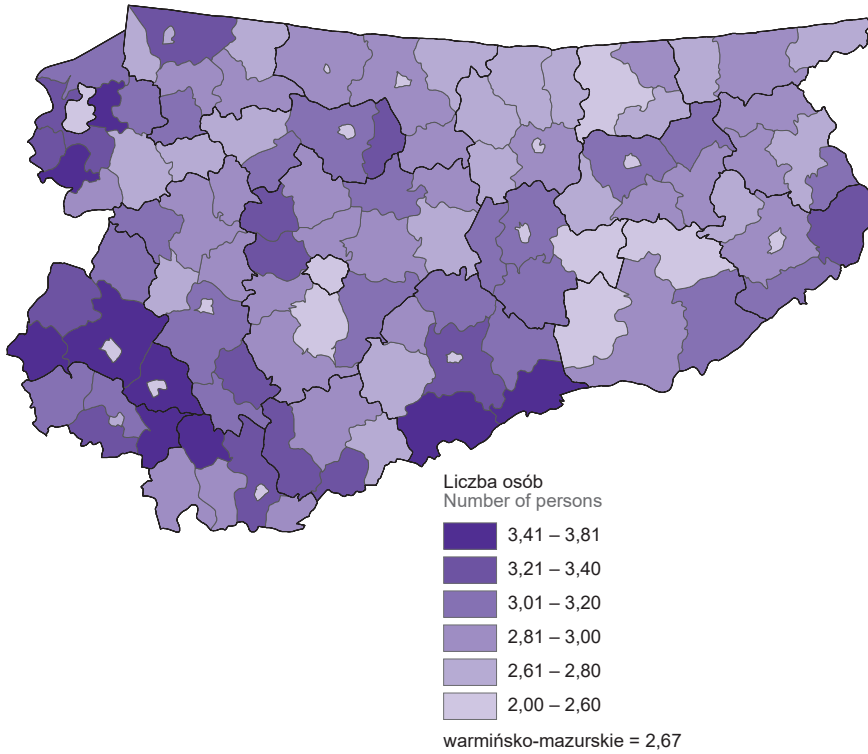 Liczba osób
Number of persons
3,41 – 3,81
3,21 – 3,40
3,01 – 3,20
2,81 – 3,00
2,61 – 2,80
2,00 – 2,60
warmińsko-mazurskie = 2,67